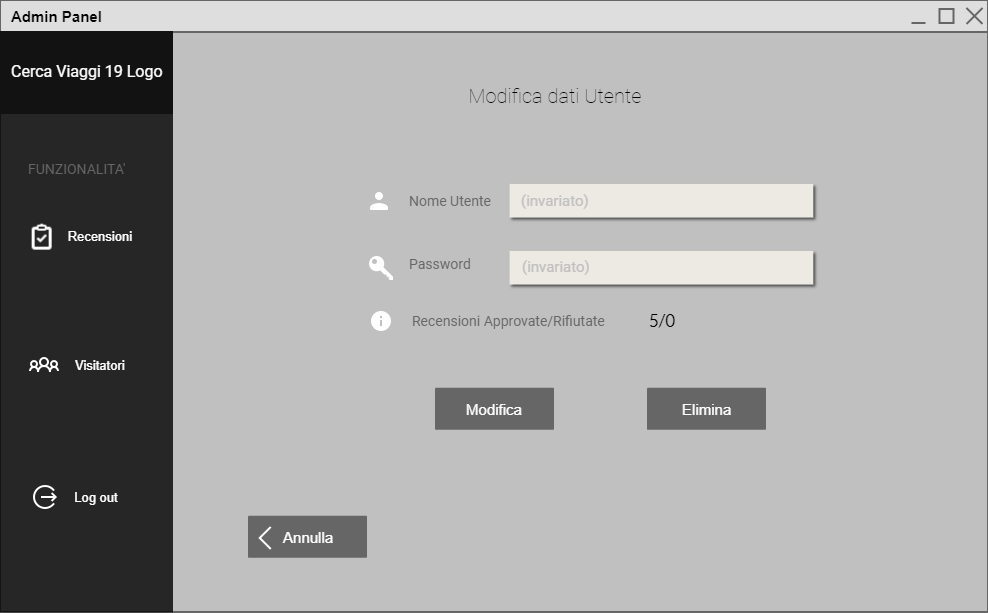 Admin Panel
Cerca Viaggi 19 Logo
FUNZIONALITA'
Recensioni
Visitatori
Log out
Modifica dati Utente
Nome Utente (invariato)
Password (invariato)
Recensioni Approvate/Rifiutate 5/0
Modifica Elimina
Annulla